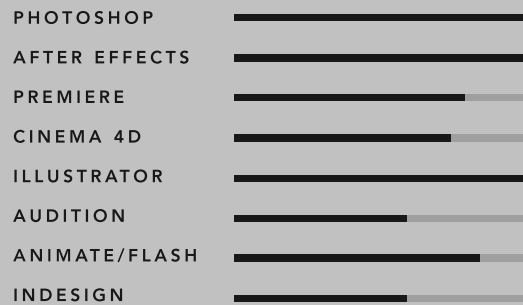 PHOTOSHOP
AFTER EFFECTS
PREMIERE
CINEMA 4D
ILLUSTRATOR
AUDITION
ANIMATE/FLASH
INDESIGN